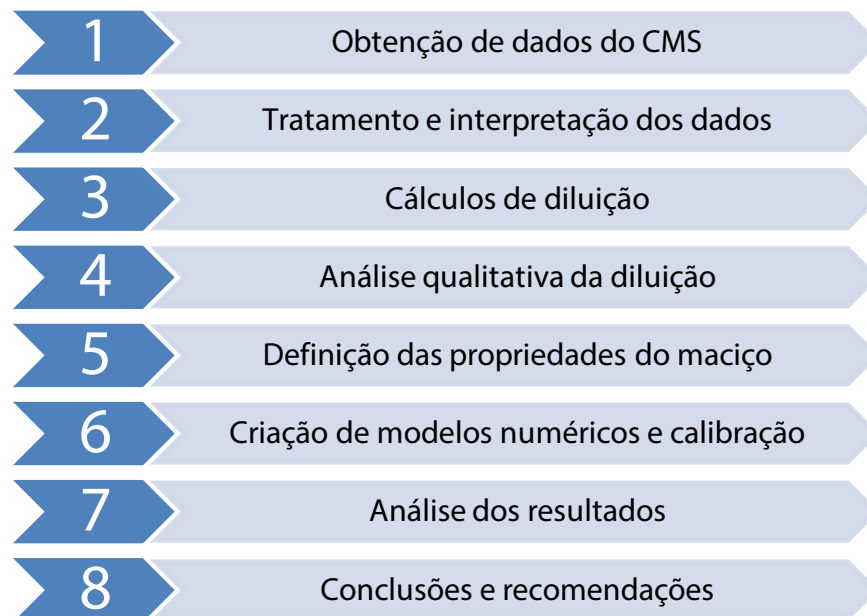 1 Obtenção de dados do CMS
2 Tratamento e interpretação dos dados
3 Cálculos de diluição
4 Análise qualitativa da diluição
5 Definição das propriedades do maciço
6 Criação de modelos numéricos e calibração
7 Análise dos resultados
8 Conclusões e recomendações